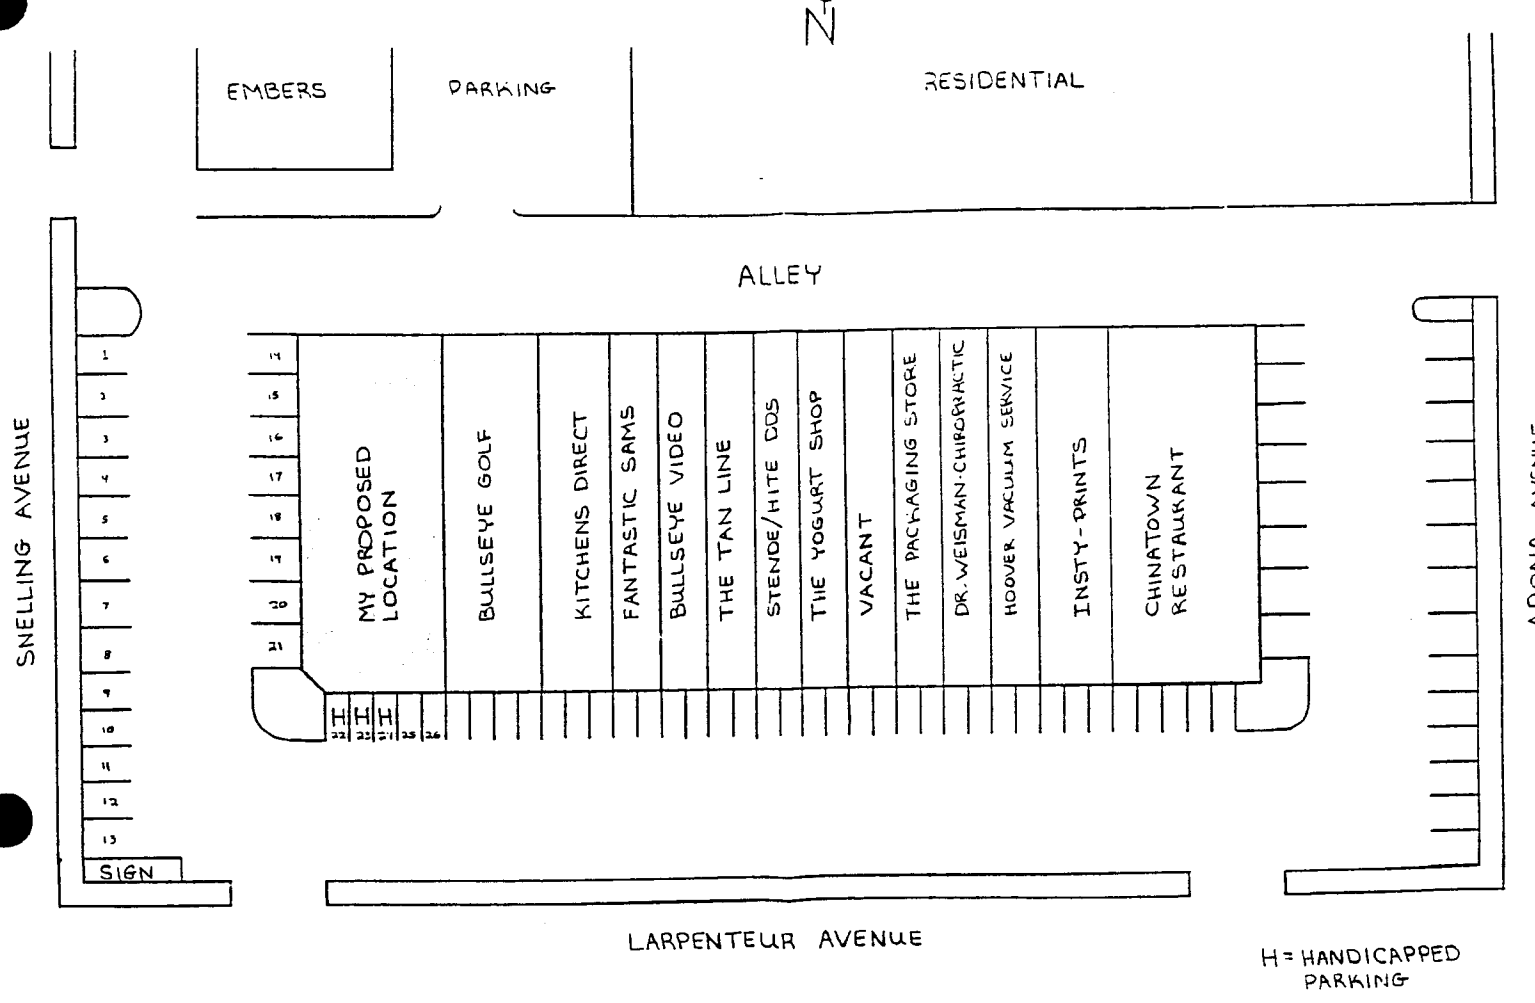 N
EMBERS
PARKING
RESIDENTIAL
ALLEY
SNELLING AVENUE
1
2
3
4
5
6
7
8
9
10
11
12
13
SIGN
14
15
16
17
18
19
20
21
MY PROPOSED
LOCATION
BULLSEYE GOLF
KITCHENS DIRECT
FANTASTIC SAMS
BULLSEYE VIDEO
THE TAN LINE
STENDE/HITE DDS
THE YOGURT SHOP
VACANT
THE PACKAGING STORE
DR. WEISMAN-CHIROPRACTIC
HOOVER VACUUM SERVICE
INSTY-PRINTS
CHINATOWN
RESTAURANT
H H H
22 23 24 25 26
AVENUE
LARPENTEUR AVENUE
H = HANDICAPPED
PARKING